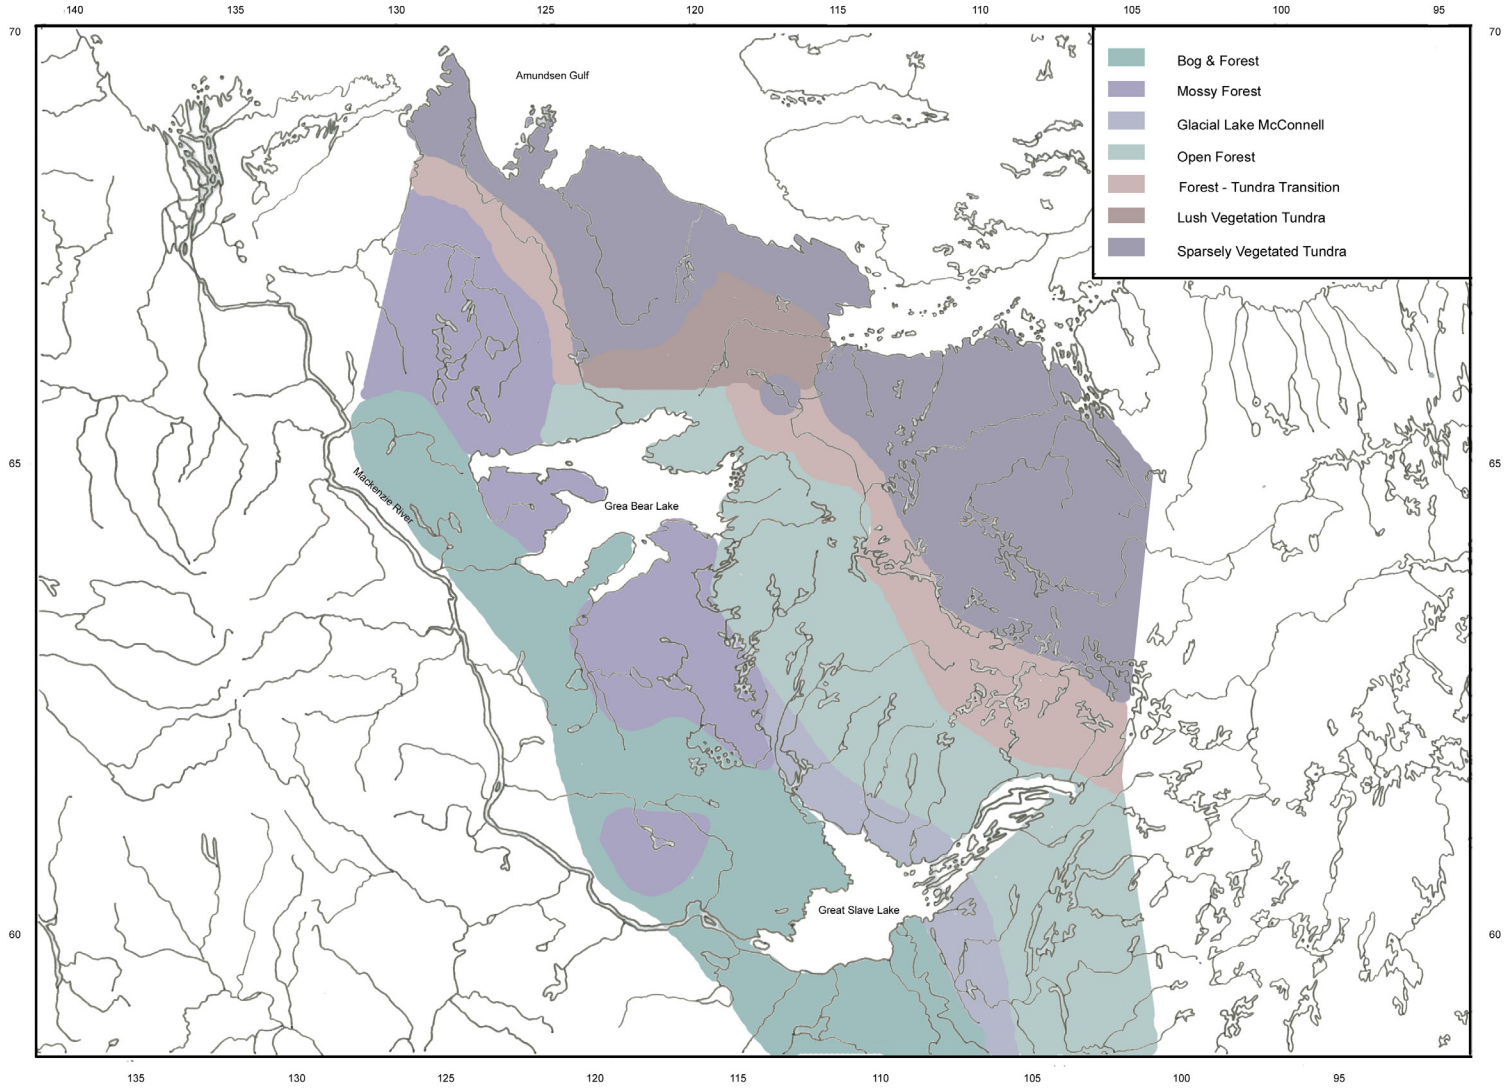 140 135 130 125 120 115 110 105 100 95
70 70
Amundsen Gulf
Bog & Forest
Mossy Forest
Glacial Lake McConnell
Open Forest
Forest - Tundra Transition
Lush Vegetation Tundra
Sparsely Vegetated Tundra
65 65
Mackenzie River
Grea Bear Lake
Great Slave Lake
60 60
135 130 125 120 115 110 105 100 95